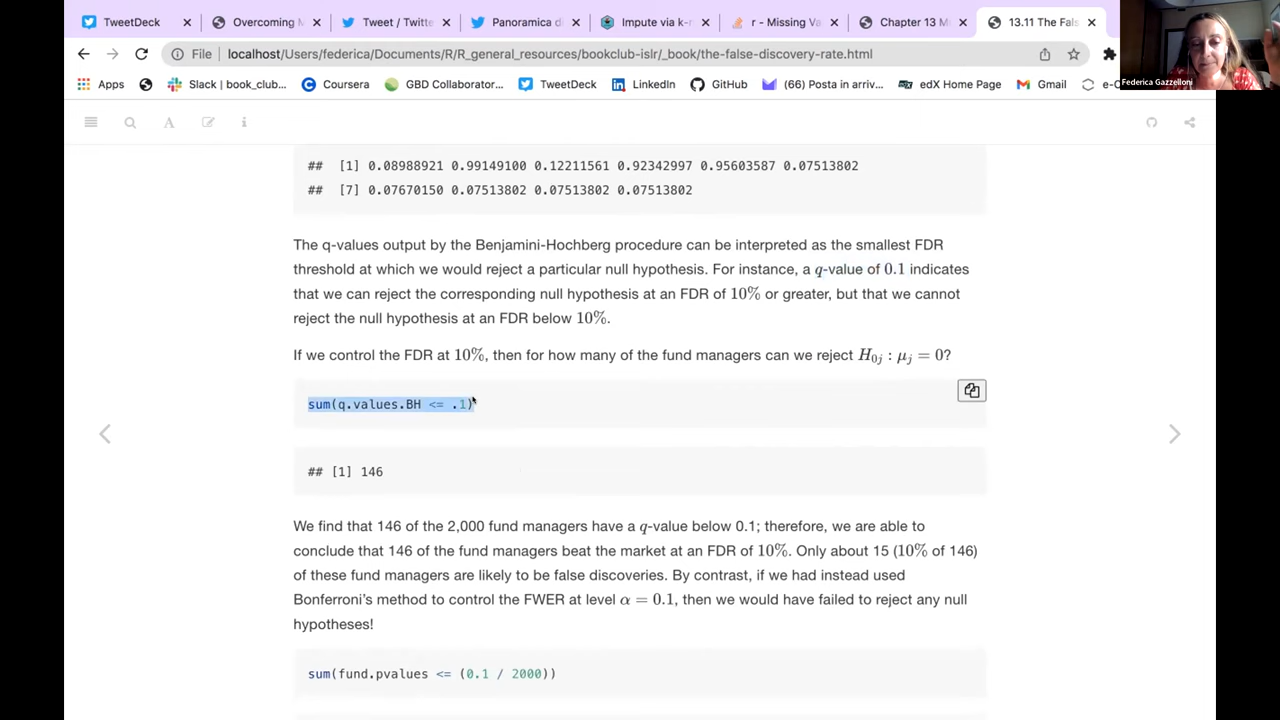 TweetDeck
Overcoming M
Tweet / Twitte
Panoramica d
Impute via k-r
r - Missing Va
Chapter 13 M
13.11 The Fals
File
localhost/Users/federica/Documents/R/R_general_resources/bookclub-islr/_book/the-false-discovery-rate.html
Apps
Slack | book_club...
Coursera
GBD Collaborator...
TweetDeck
LinkedIn
GitHub
(66) Posta in arriv...
edX Home Page
Gmail
Federica Gazzelloni
## [1] 0.08988921 0.99149100 0.12211561 0.92342997 0.95603587 0.07513802
## [7] 0.07670150 0.07513802 0.07513802 0.07513802
The q-values output by the Benjamini-Hochberg procedure can be interpreted as the smallest FDR
threshold at which we would reject a particular null hypothesis. For instance, a q-value of 0.1 indicates
that we can reject the corresponding null hypothesis at an FDR of 10% or greater, but that we cannot
reject the null hypothesis at an FDR below 10%.
If we control the FDR at 10%, then for how many of the fund managers can we reject H0j : μj = 0?
sum(q.values.BH <= .1)
## [1] 146
We find that 146 of the 2,000 fund managers have a q-value below 0.1; therefore, we are able to
conclude that 146 of the fund managers beat the market at an FDR of 10%. Only about 15 (10% of 146)
of these fund managers are likely to be false discoveries. By contrast, if we had instead used
Bonferroni's method to control the FWER at level α = 0.1, then we would have failed to reject any null
hypotheses!
sum(fund.pvalues <= (0.1 / 2000))